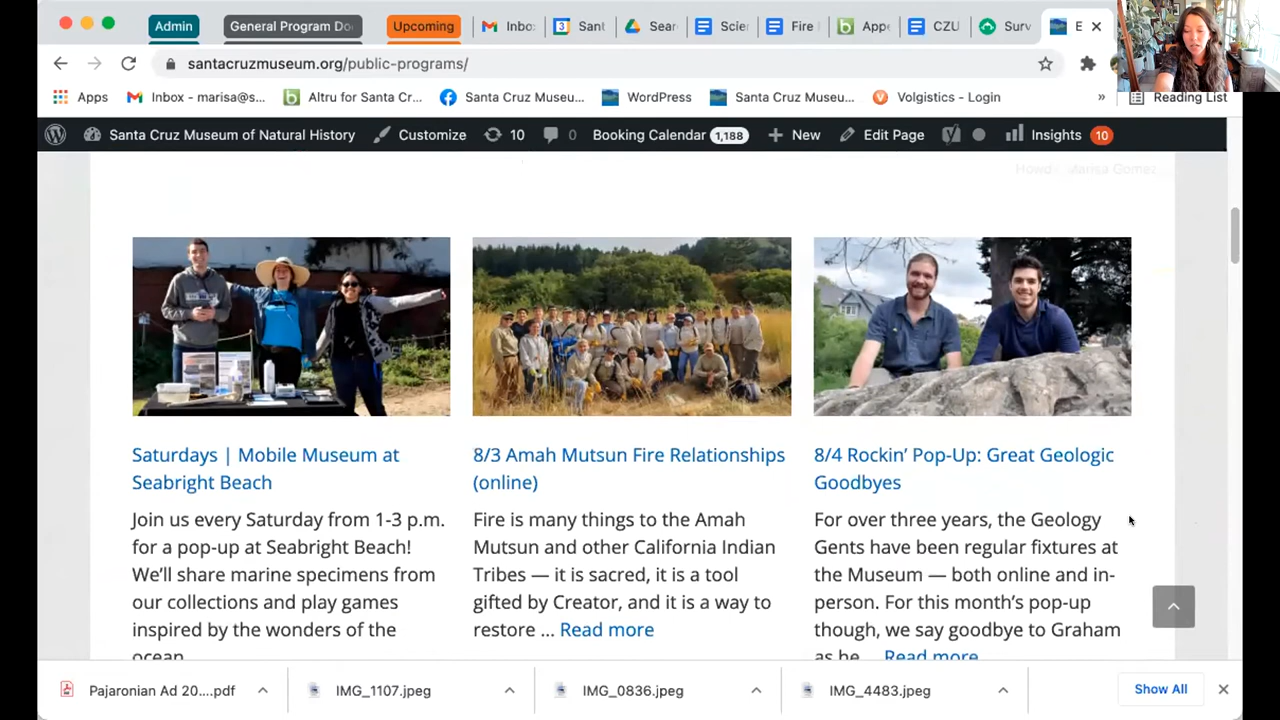 Admin
General Program Do
Upcoming
Inbo
Sant
Sear
Scie
Fire
Appe
CZU
Surv
E
santacruzmuseum.org/public-programs/
Apps
Inbox - marisa@s...
Altru for Santa Cr...
Santa Cruz Museu...
WordPress
Santa Cruz Museu...
Volgistics - Login
»
Reading List
Santa Cruz Museum of Natural History
Customize
10
0
Booking Calendar 1,188
New
Edit Page
Insights 10
Howdy, Marisa Gomez
Saturdays | Mobile Museum at
Seabright Beach
Join us every Saturday from 1-3 p.m.
for a pop-up at Seabright Beach!
We’ll share marine specimens from
our collections and play games
inspired by the wonders of the
ocean
8/3 Amah Mutsun Fire Relationships
(online)
Fire is many things to the Amah
Mutsun and other California Indian
Tribes — it is sacred, it is a tool
gifted by Creator, and it is a way to
restore ... Read more
8/4 Rockin’ Pop-Up: Great Geologic
Goodbyes
For over three years, the Geology
Gents have been regular fixtures at
the Museum — both online and in-
person. For this month’s pop-up
though, we say goodbye to Graham
as he ... Read more
Pajaronian Ad 20....pdf
IMG_1107.jpeg
IMG_0836.jpeg
IMG_4483.jpeg
Show All